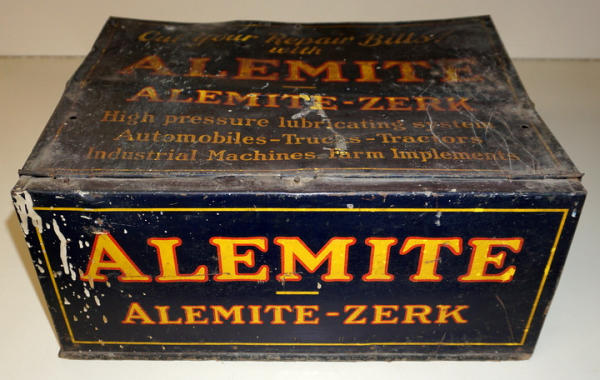 Cut Your Repair Bills!
with
ALEMITE
ALEMITE-ZERK
High pressure lubricating system
Automobiles-Trucks-Tractors
Industrial Machines-Farm Implements
ALEMITE
ALEMITE-ZERK